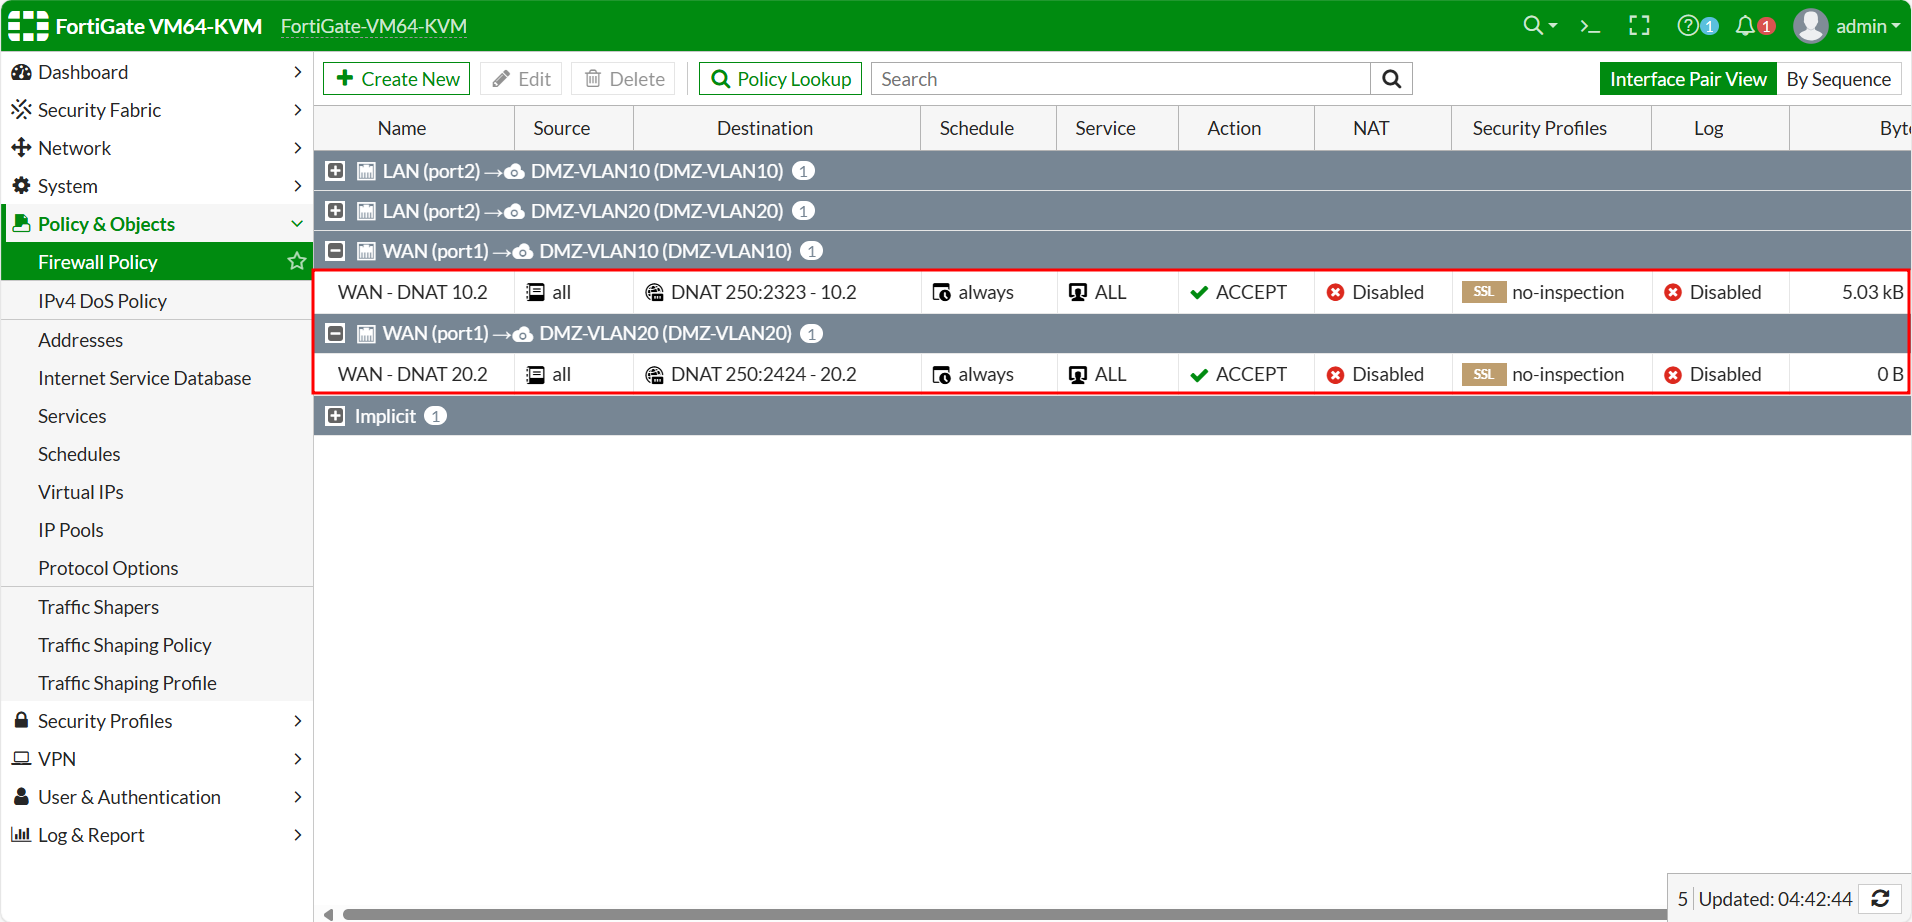 FortiGate VM64-KVM FortiGate-VM64-KVM 1 1 admin
Dashboard
Security Fabric
Network
System
Policy & Objects
Firewall Policy
IPv4 DoS Policy
Addresses
Internet Service Database
Services
Schedules
Virtual IPs
IP Pools
Protocol Options
Traffic Shapers
Traffic Shaping Policy
Traffic Shaping Profile
Security Profiles
VPN
User & Authentication
Log & Report
Create New Edit Delete Policy Lookup Search Interface Pair View By Sequence
Name Source Destination Schedule Service Action NAT Security Profiles Log Byt
LAN (port2) → DMZ-VLAN10 (DMZ-VLAN10) 1
LAN (port2) → DMZ-VLAN20 (DMZ-VLAN20) 1
WAN (port1) → DMZ-VLAN10 (DMZ-VLAN10) 1
WAN - DNAT 10.2 all DNAT 250:2323 - 10.2 always ALL ACCEPT Disabled SSL no-inspection Disabled 5.03 kB
WAN (port1) → DMZ-VLAN20 (DMZ-VLAN20) 1
WAN - DNAT 20.2 all DNAT 250:2424 - 20.2 always ALL ACCEPT Disabled SSL no-inspection Disabled 0 B
Implicit 1
5 Updated: 04:42:44